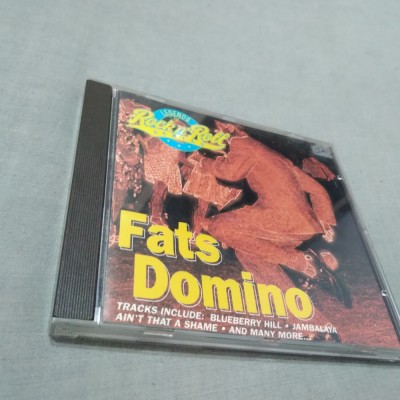 LEGENDS
Rock n' Roll
Fats
Domino
TRACKS INCLUDE: BLUEBERRY HILL • JAMBALAYA
AIN'T THAT A SHAME • AND MANY MORE...